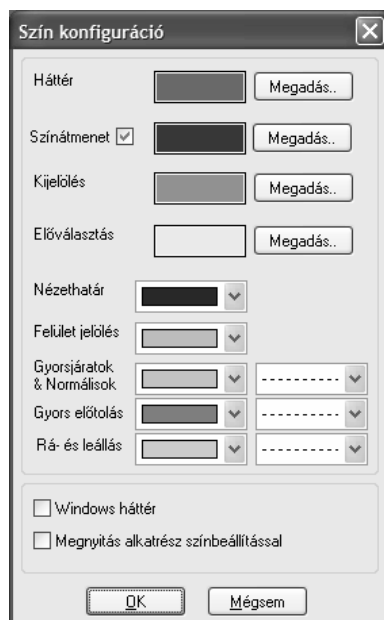 Szín konfiguráció
Háttér Megadás..
Színátmenet Megadás..
Kijelölés Megadás..
Előválasztás Megadás..
Nézethatár
Felület jelölés
Gyorsjáratok
& Normálisok
Gyors előtolás
Rá- és leállás
Windows háttér
Megnyitás alkatrész színbeállítással
OK Mégsem